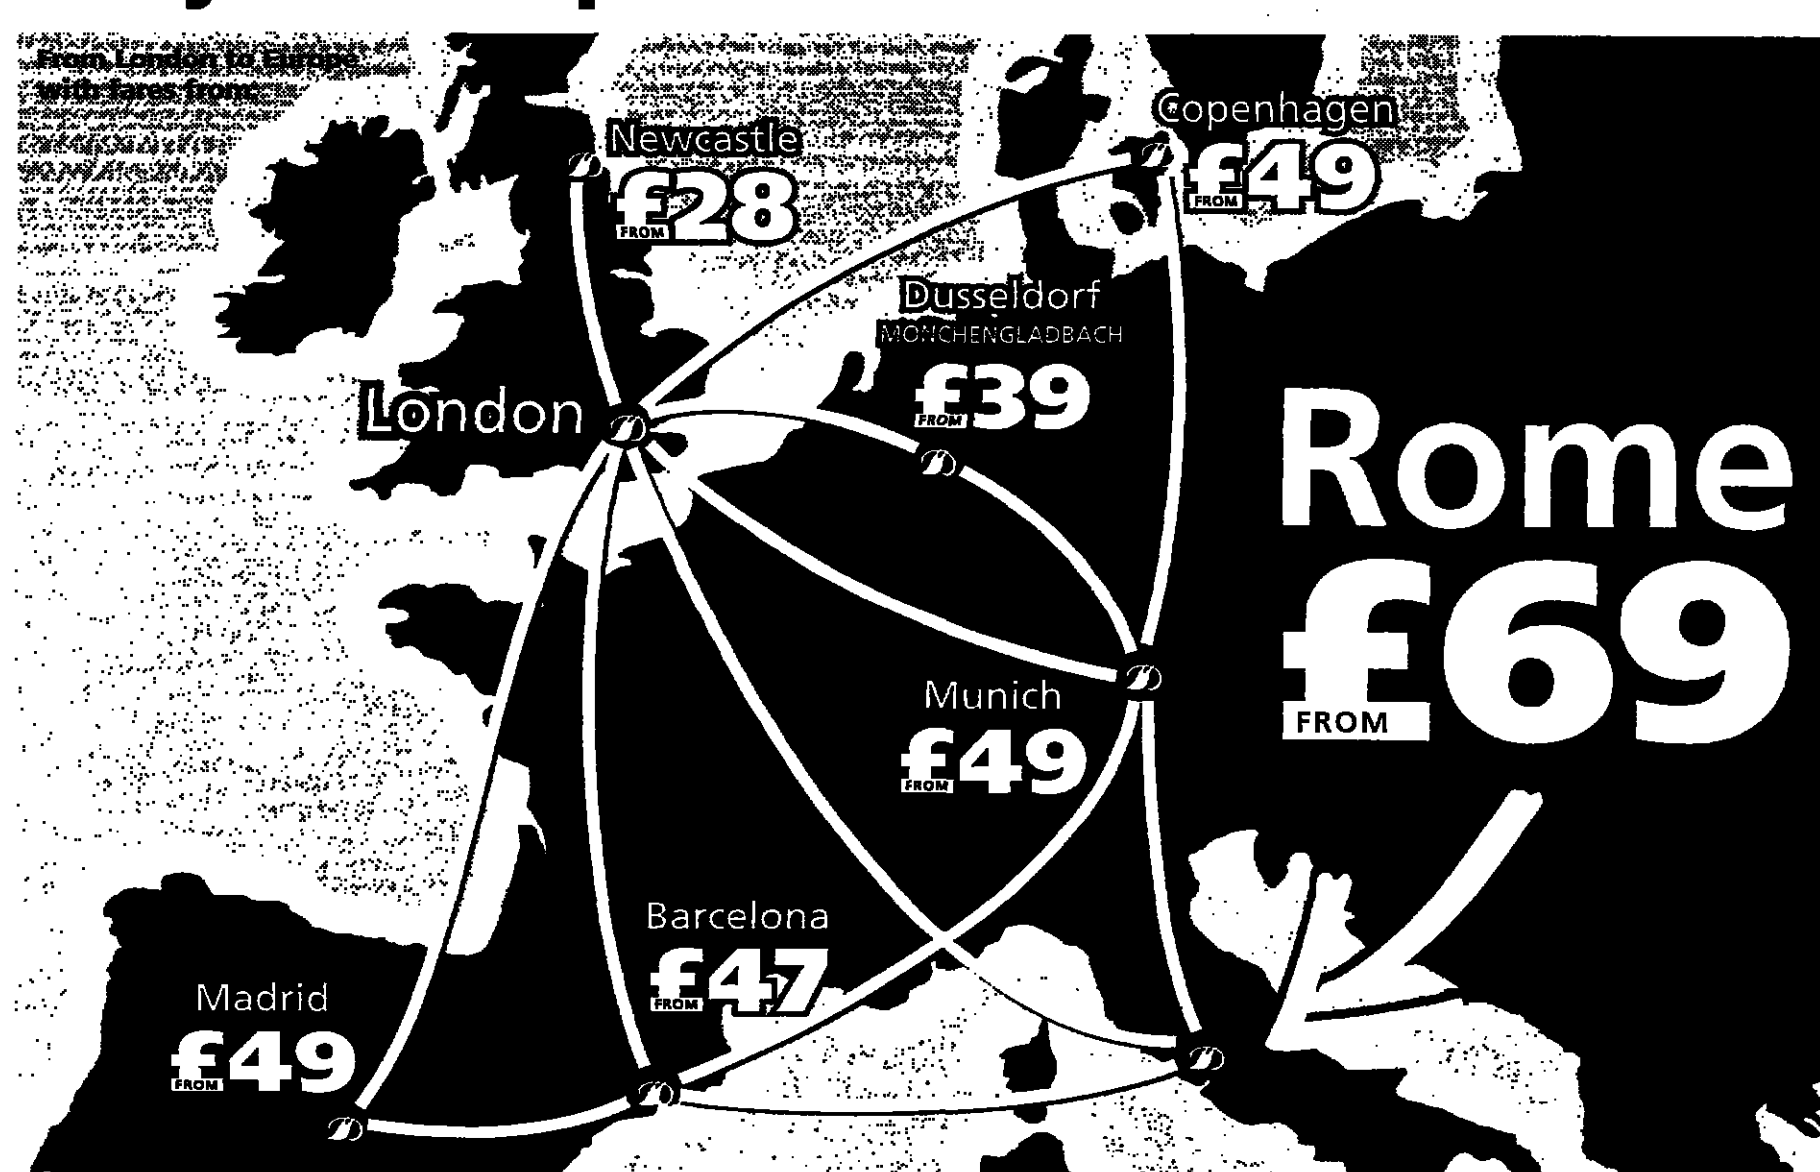 From London to Europe
with fares from:
Newcastle
FROM £28
Copenhagen
FROM £49
Dusseldorf
MONCHENGLADBACH
FROM £39
London
Rome
FROM £69
Munich
FROM £49
Barcelona
FROM £47
Madrid
FROM £49